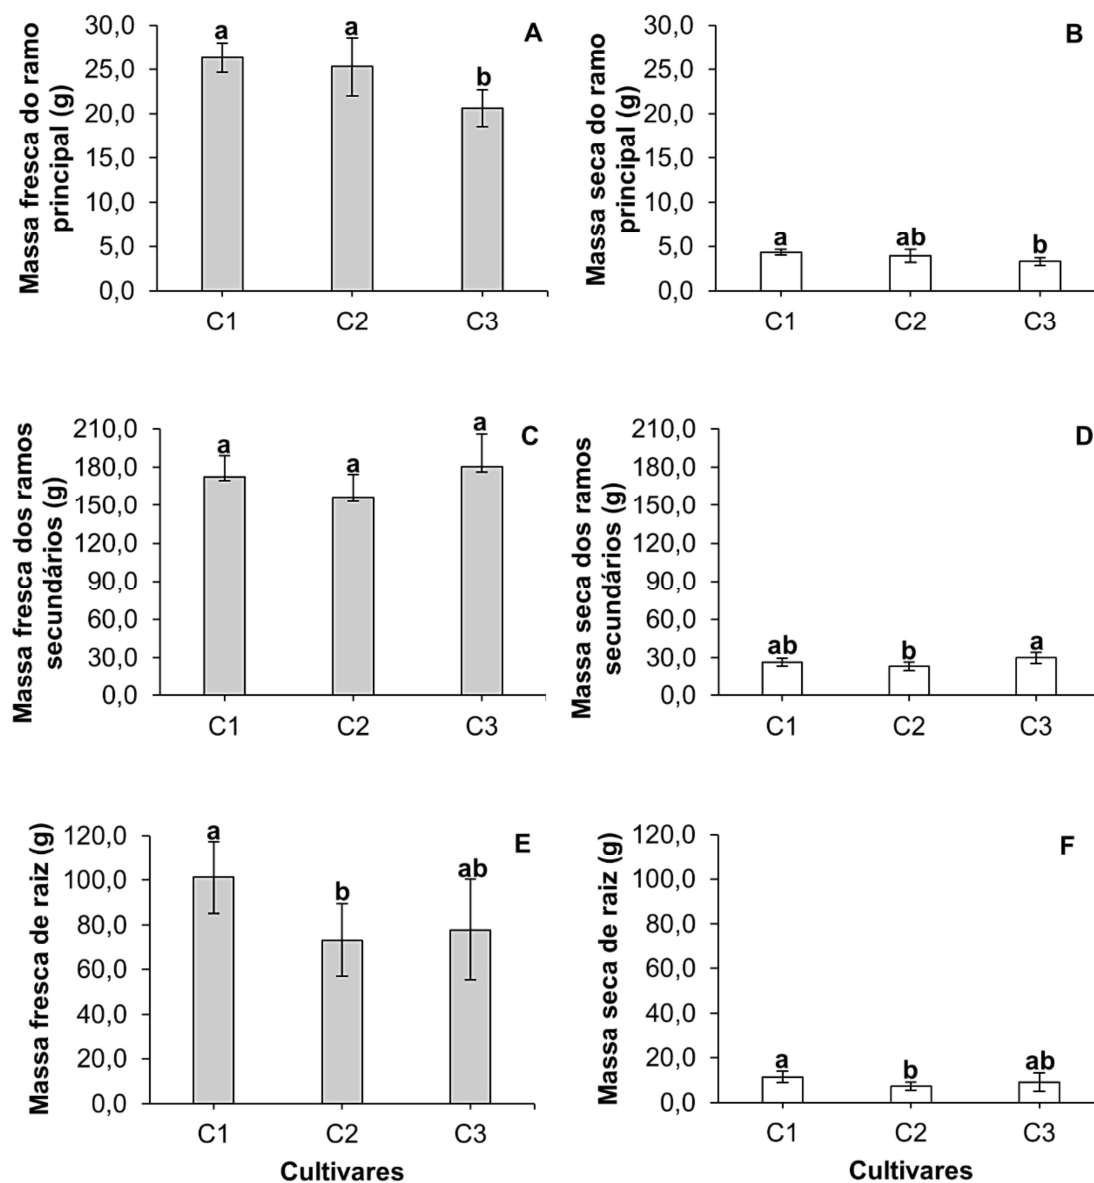 Massa fresca do ramo
principal (g)
30,0
25,0
20,0
15,0
10,0
5,0
0,0
a
a
b
A
C1
C2
C3
Massa seca do ramo
principal (g)
30,0
25,0
20,0
15,0
10,0
5,0
0,0
a
ab
b
B
C1
C2
C3
Massa fresca dos ramos
secundários (g)
210,0
180,0
150,0
120,0
90,0
60,0
30,0
0,0
a
a
a
C
C1
C2
C3
Massa seca dos ramos
secundários (g)
210,0
180,0
150,0
120,0
90,0
60,0
30,0
0,0
ab
b
a
D
C1
C2
C3
Massa fresca de raiz (g)
120,0
100,0
80,0
60,0
40,0
20,0
0,0
a
b
ab
E
C1
C2
C3
Cultivares
Massa seca de raiz (g)
120,0
100,0
80,0
60,0
40,0
20,0
0,0
a
b
ab
F
C1
C2
C3
Cultivares